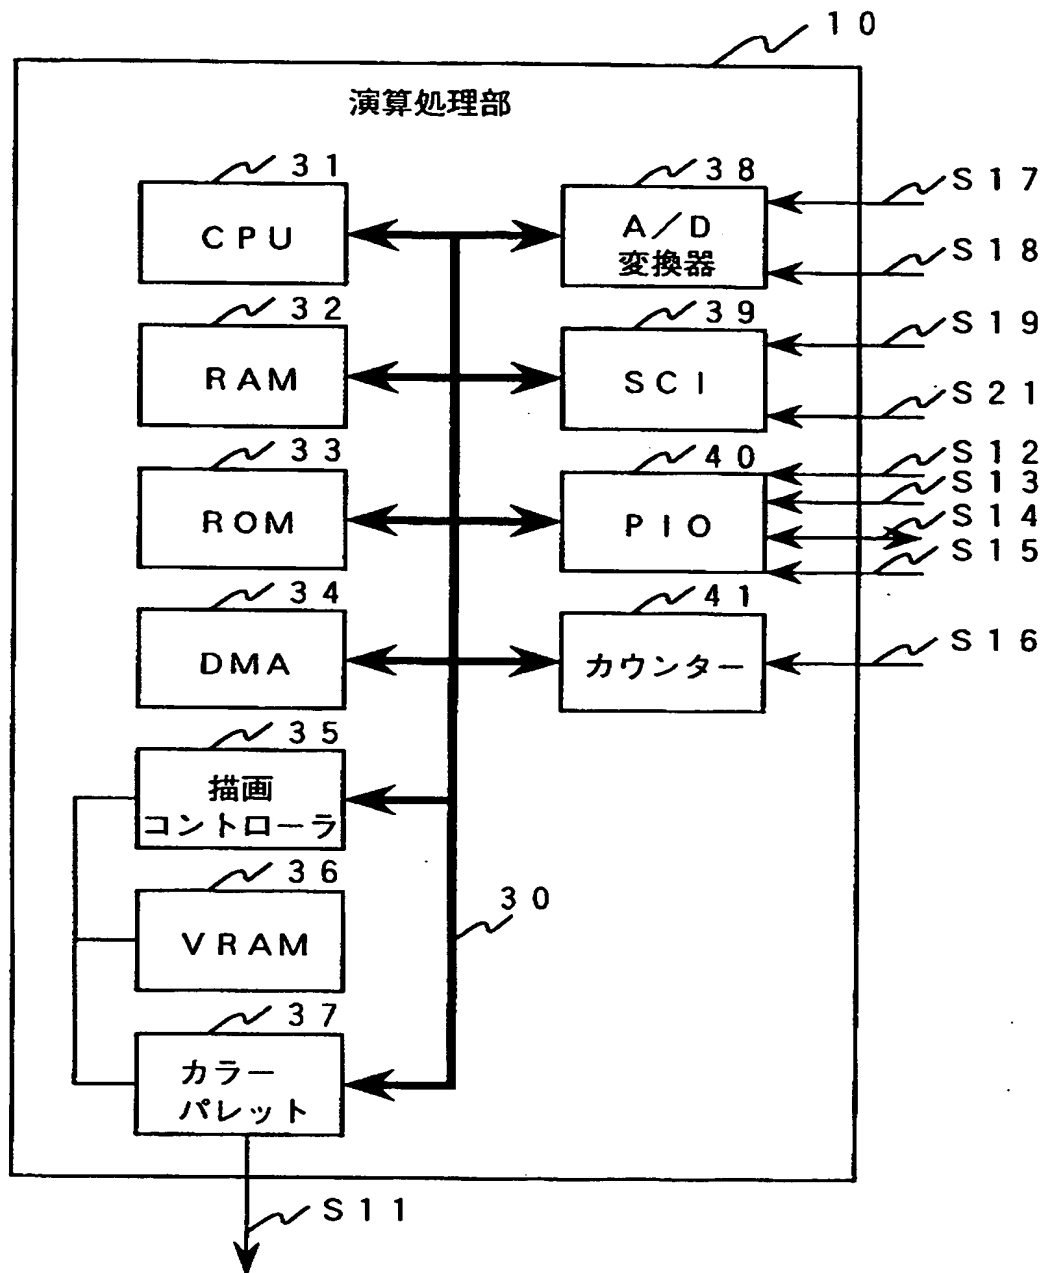 10
演算処理部
31
CPU
38
A/D
変換器
S17
S18
32
RAM
39
SCI
S19
S21
33
ROM
40
PIO
S12
S13
S14
S15
34
DMA
41
カウンター
S16
35
描画
コントローラ
36
VRAM
30
37
カラー
パレット
S11